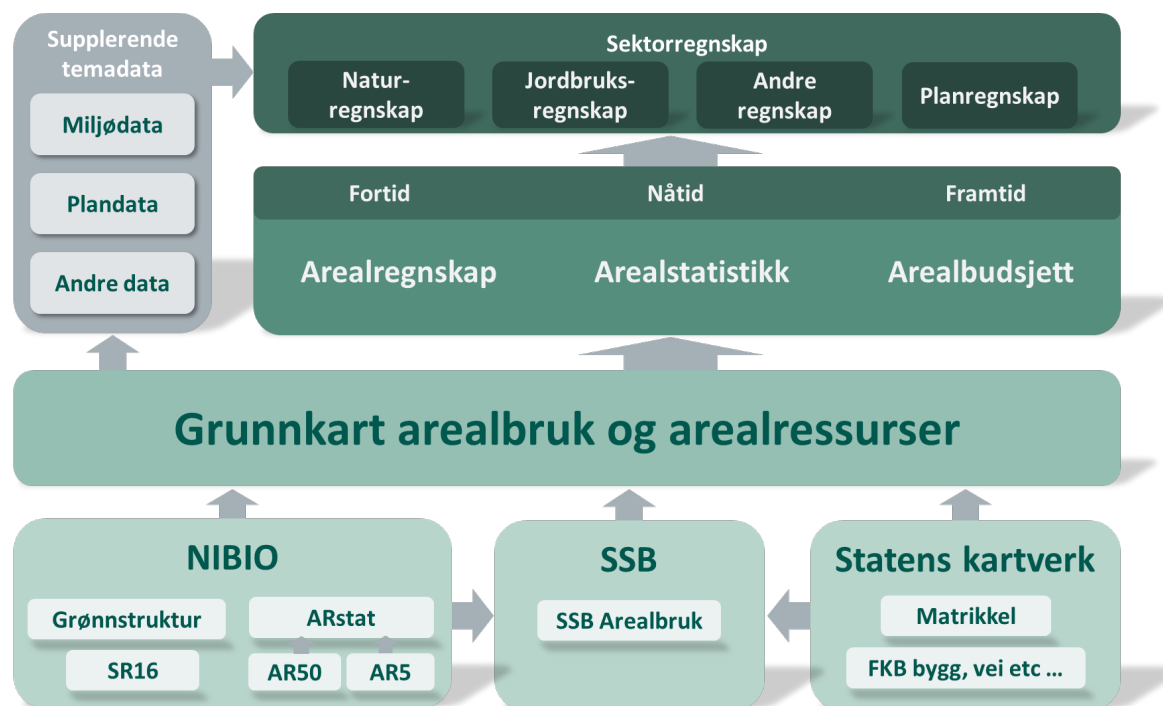 Supplerende
temadata
Miljødata
Plandata
Andre data
Sektorregnskap
Natur-
regnskap
Jordbruks-
regnskap
Andre
regnskap
Planregnskap
Fortid
Nåtid
Framtid
Arealregnskap
Arealstatistikk
Arealbudsjett
Grunnkart arealbruk og arealressurser
NIBIO
Grønnstruktur
ARstat
SR16
AR50
AR5
SSB
SSB Arealbruk
Statens kartverk
Matrikkel
FKB bygg, vei etc ...